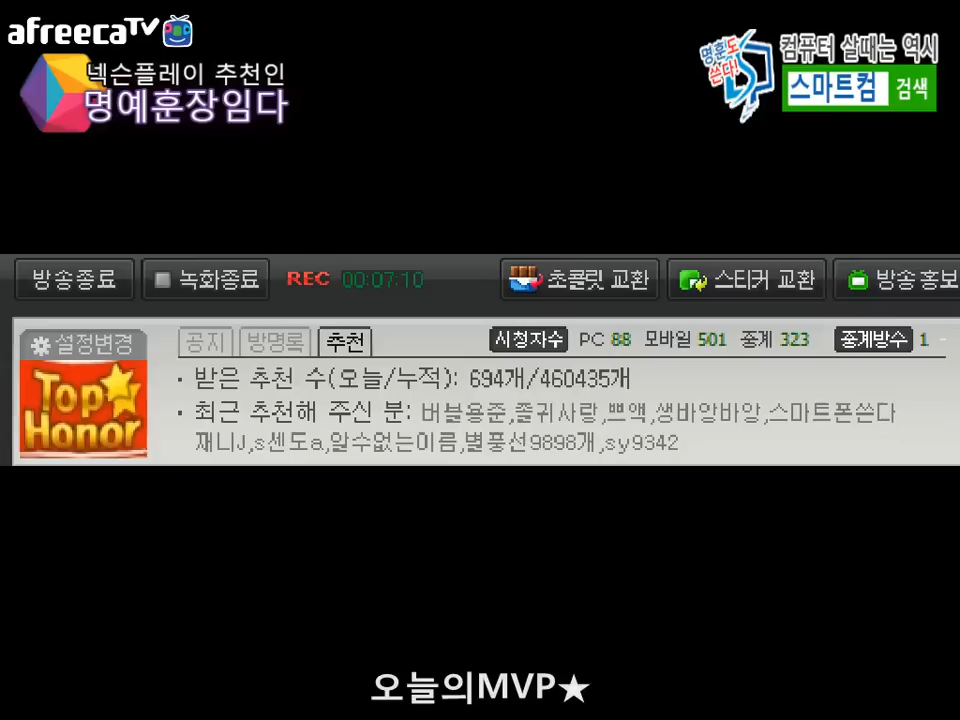 afreecaTV
넥슨플레이 추천인
명예훈장임다
명훈도
쓴다!
컴퓨터 살때는 역시
스마트컴 검색
방송종료 녹화종료 REC 00:07:10 초콜릿 교환 스티커 교환 방송홍보
설정변경 공지 방명록 추천 시청자수 PC 88 모바일 501 중계 323 중계방수 1
Top Honor
· 받은 추천 수(오늘/누적): 694개/460435개
· 최근 추천해 주신 분: 버블용준,졸귀사랑,쁘액,생바앙바앙,스마트폰쓴다
재니J,s센도a,알수없는이름,별풍선9898개,sy9342
오늘의MVP★